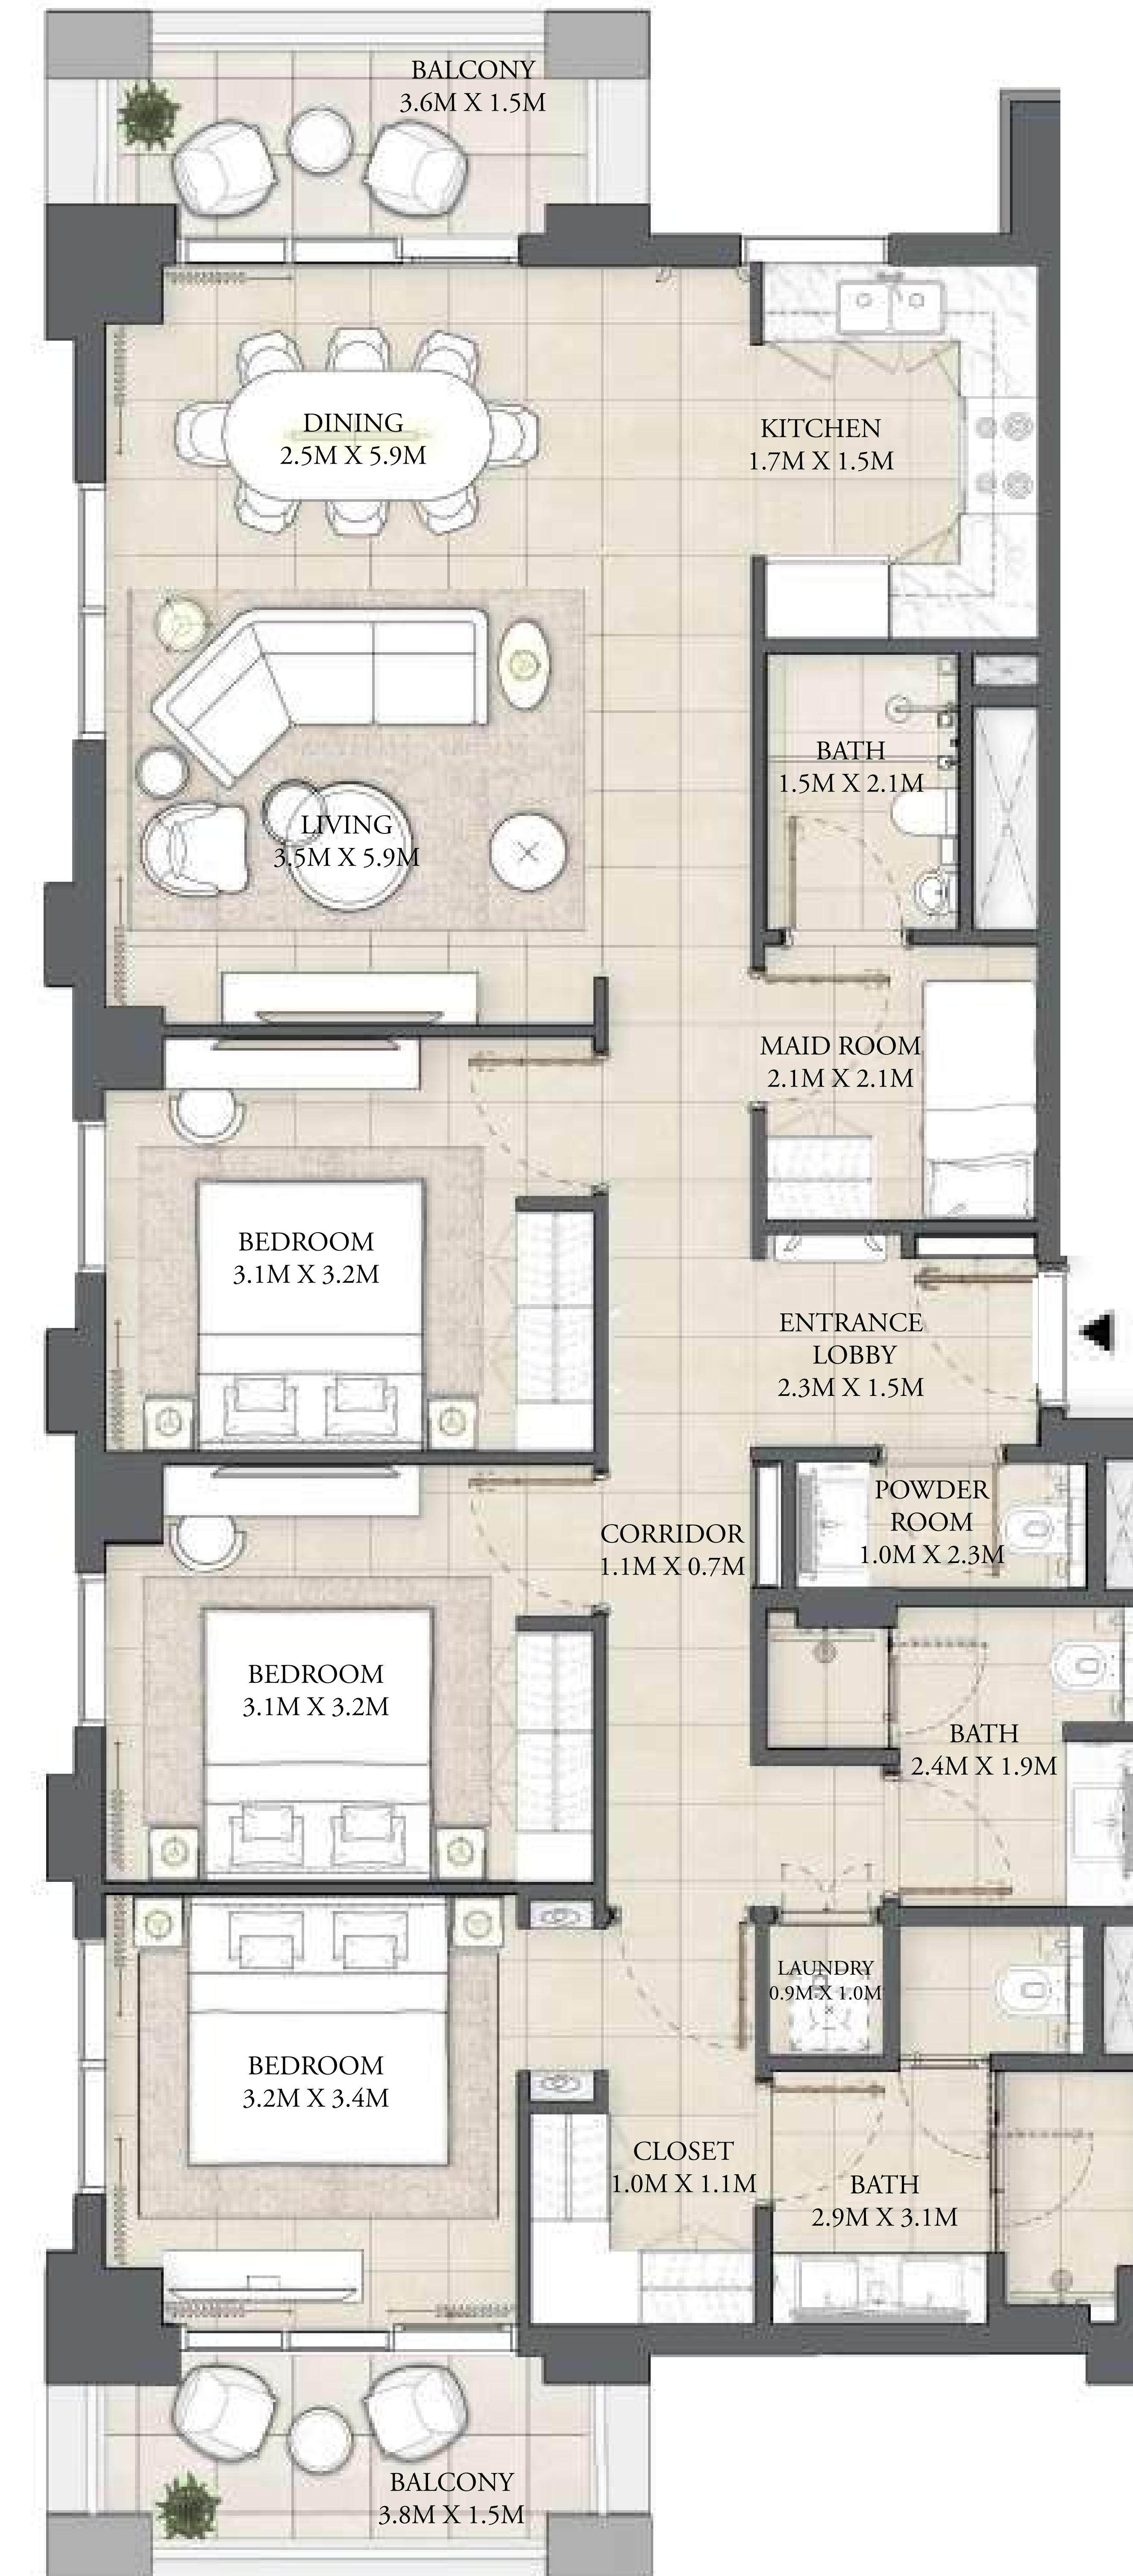 BALCONY
3.6M X 1.5M
DINING
2.5M X 5.9M
KITCHEN
1.7M X 1.5M
BATH
1.5M X 2.1M
LIVING
3.5M X 5.9M
MAID ROOM
2.1M X 2.1M
BEDROOM
3.1M X 3.2M
ENTRANCE
LOBBY
2.3M X 1.5M
POWDER
ROOM
1.0M X 2.3M
CORRIDOR
1.1M X 0.7M
BEDROOM
3.1M X 3.2M
BATH
2.4M X 1.9M
LAUNDRY
0.9M X 1.0M
BEDROOM
3.2M X 3.4M
CLOSET
1.0M X 1.1M
BATH
2.9M X 3.1M
BALCONY
3.8M X 1.5M